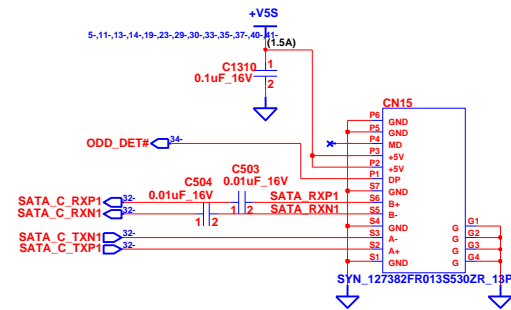 +V5S
5-,11-,13-,14-,19-,23-,29-,30-,33-,35-,37-,40-,41-
(1.5A)
C1310 1
0.1uF_16V 2
CN15
P6 GND
P5 GND
ODD_DET# 34- P4 MD
P3 +5V
P2 +5V
P1 DP
C503 S7 GND
C504 0.01uF_16V
0.01uF_16V SATA_RXP1 S6 B+
SATA_C_RXP1 32- 1 2 SATA_RXN1 S5 B-
SATA_C_RXN1 32- 1 2 S4 GND G G1
SATA_C_TXN1 32- S3 A- G G2
SATA_C_TXP1 32- S2 A+ G G3
S1 GND G G4
SYN_127382FR013S530ZR_13P